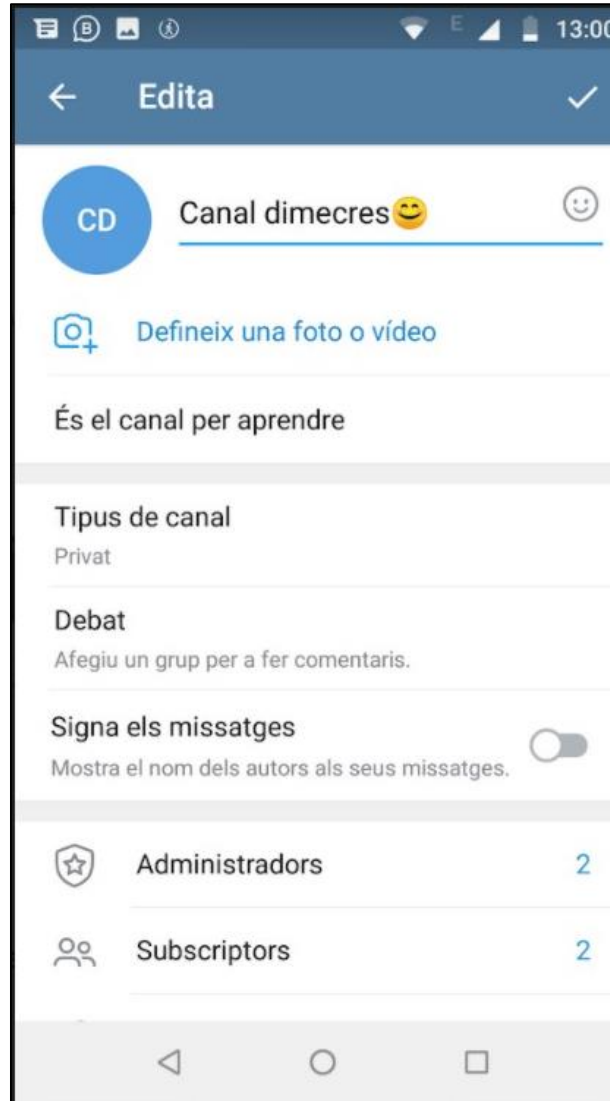 B E 13:00
Edita
CD Canal dimecres😊
Defineix una foto o vídeo
És el canal per aprendre
Tipus de canal
Privat
Debat
Afegiu un grup per a fer comentaris.
Signa els missatges
Mostra el nom dels autors als seus missatges.
Administradors 2
Subscriptors 2